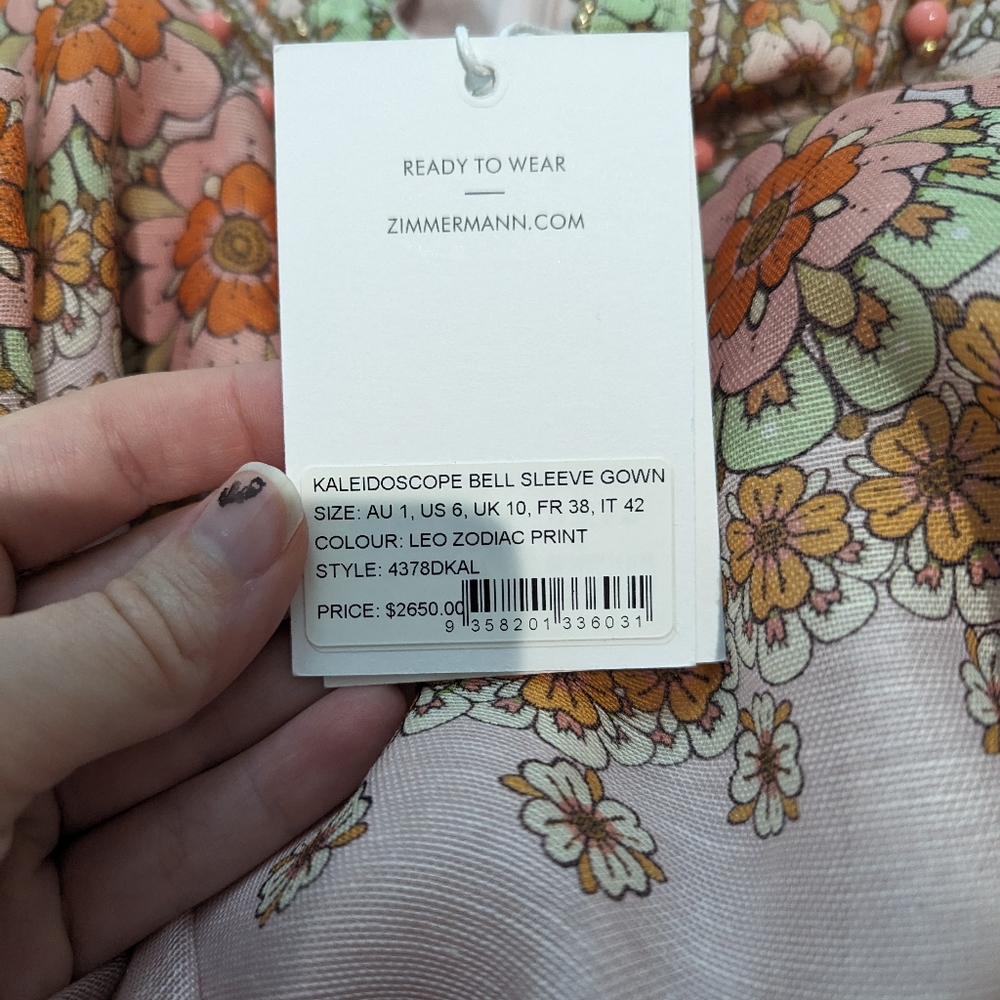 READY TO WEAR
ZIMMERMANN.COM
KALEIDOSCOPE BELL SLEEVE GOWN
SIZE: AU 1, US 6, UK 10, FR 38, IT 42
COLOUR: LEO ZODIAC PRINT
STYLE: 4378DKAL
PRICE: $2650.00
9 358201 336031